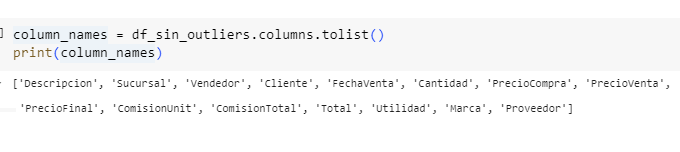 column_names = df_sin_outliers.columns.tolist()
print(column_names)
['Descripcion', 'Sucursal', 'Vendedor', 'Cliente', 'FechaVenta', 'Cantidad', 'PrecioCompra', 'PrecioVenta',
'PrecioFinal', 'ComisionUnit', 'ComisionTotal', 'Total', 'Utilidad', 'Marca', 'Proveedor']